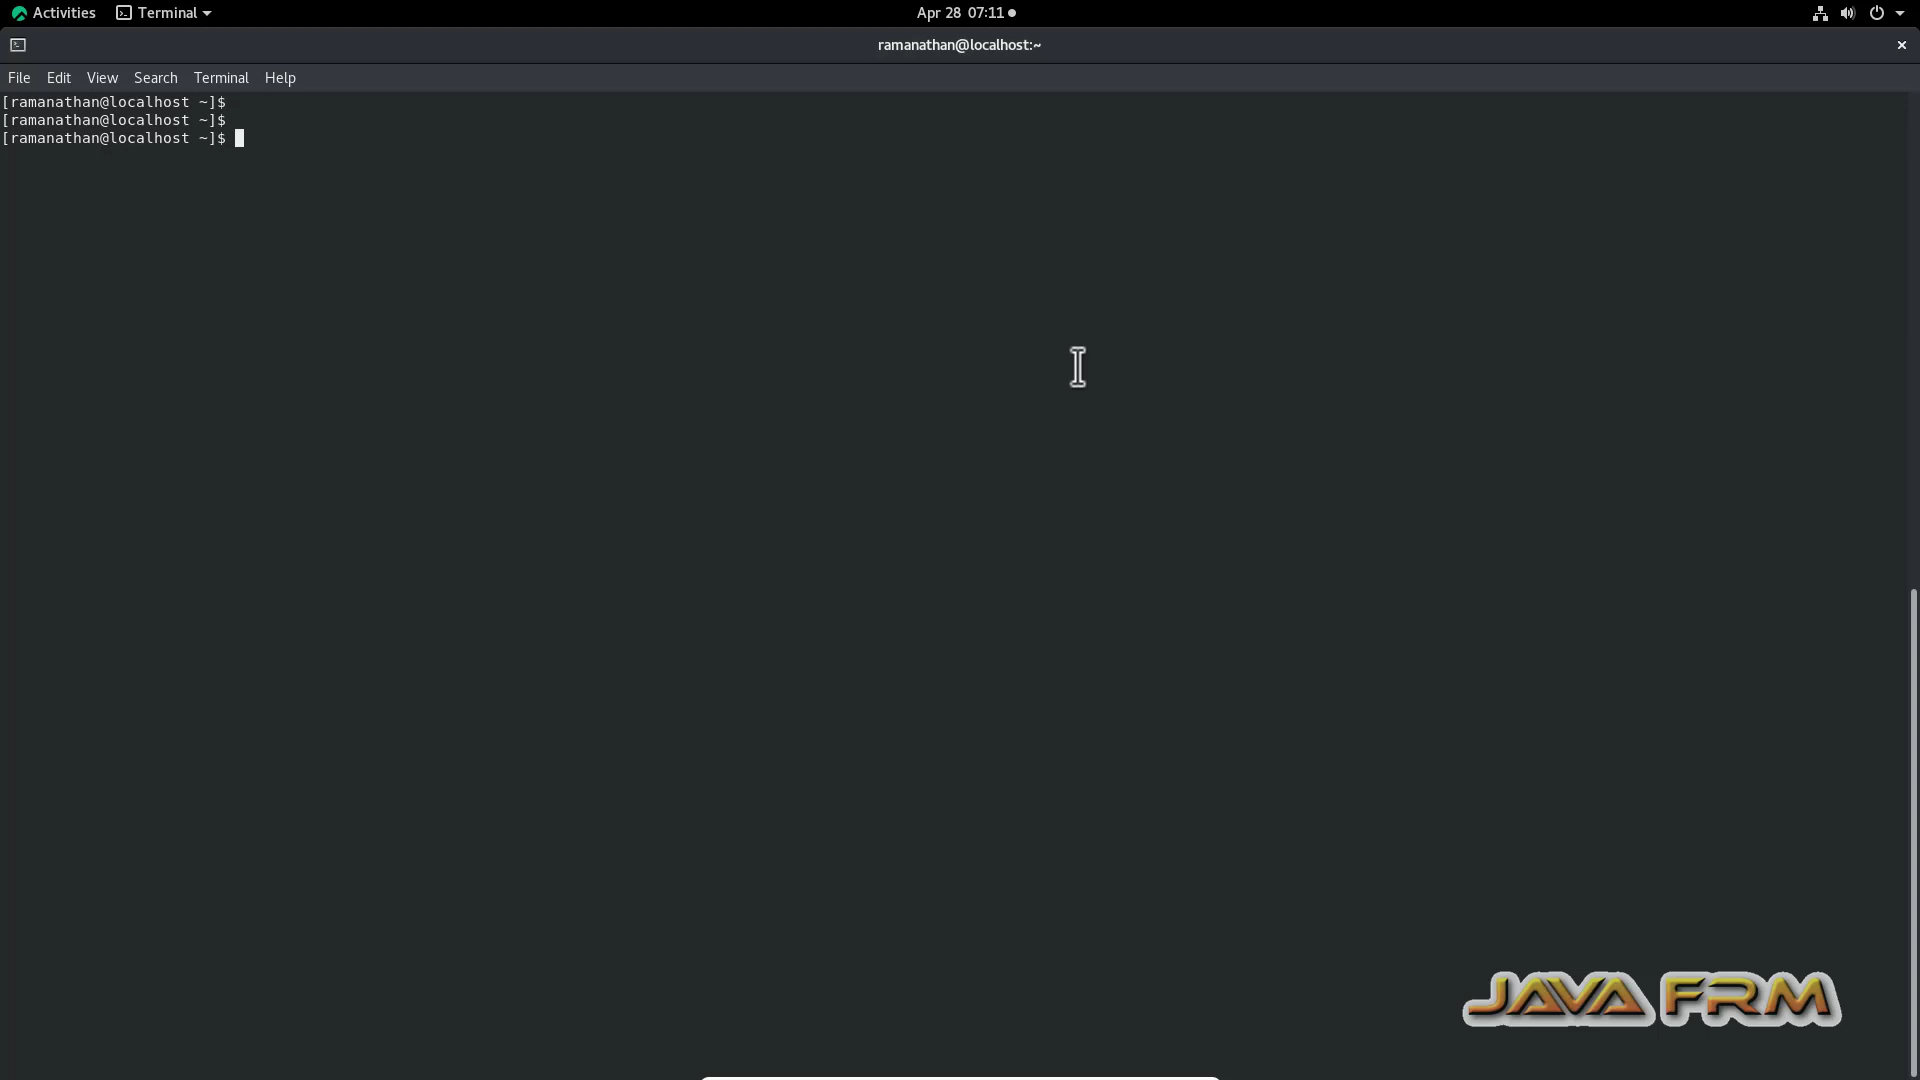 Activities Terminal Apr 28 07:11
ramanathan@localhost:~
File Edit View Search Terminal Help
[ramanathan@localhost ~]$
[ramanathan@localhost ~]$
[ramanathan@localhost ~]$
JAVA FRM